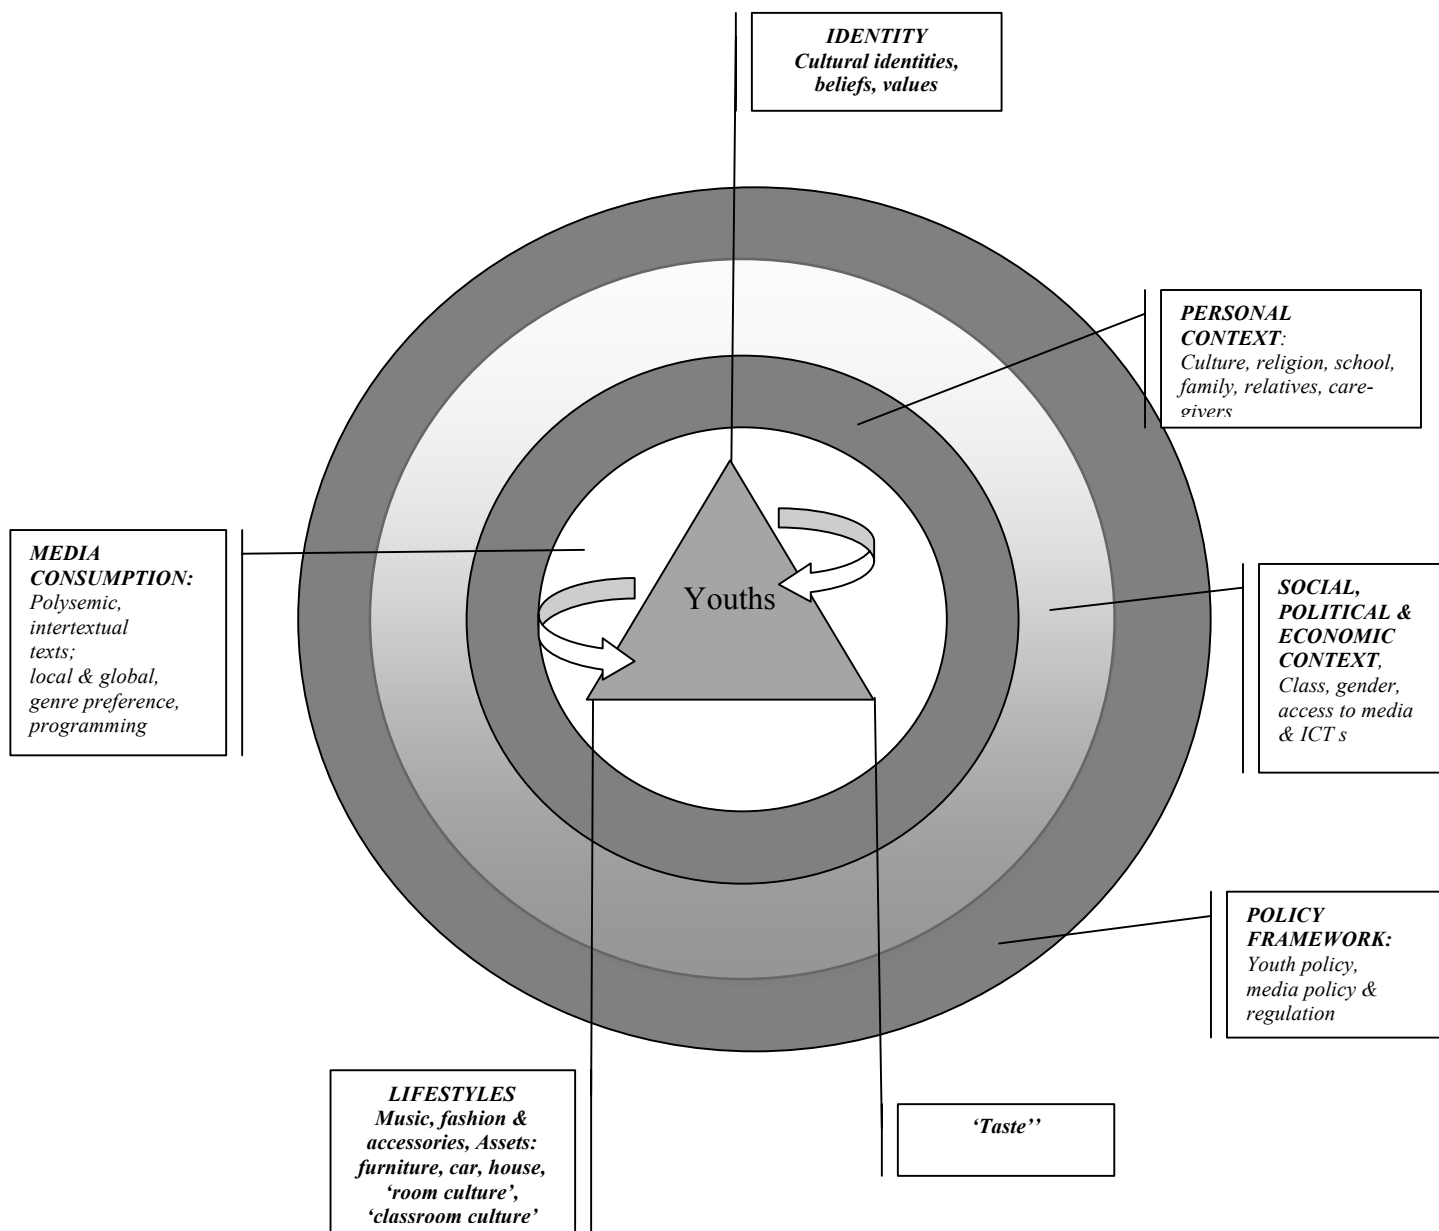 IDENTITY
Cultural identities,
beliefs, values
PERSONAL
CONTEXT:
Culture, religion, school,
family, relatives, care-
givers
MEDIA
CONSUMPTION:
Polysemic,
intertextual
texts;
local & global,
genre preference,
programming
Youths
SOCIAL,
POLITICAL &
ECONOMIC
CONTEXT,
Class, gender,
access to media
& ICT s
POLICY
FRAMEWORK:
Youth policy,
media policy &
regulation
LIFESTYLES
Music, fashion &
accessories, Assets:
furniture, car, house,
‘room culture’,
‘classroom culture’
‘Taste’’